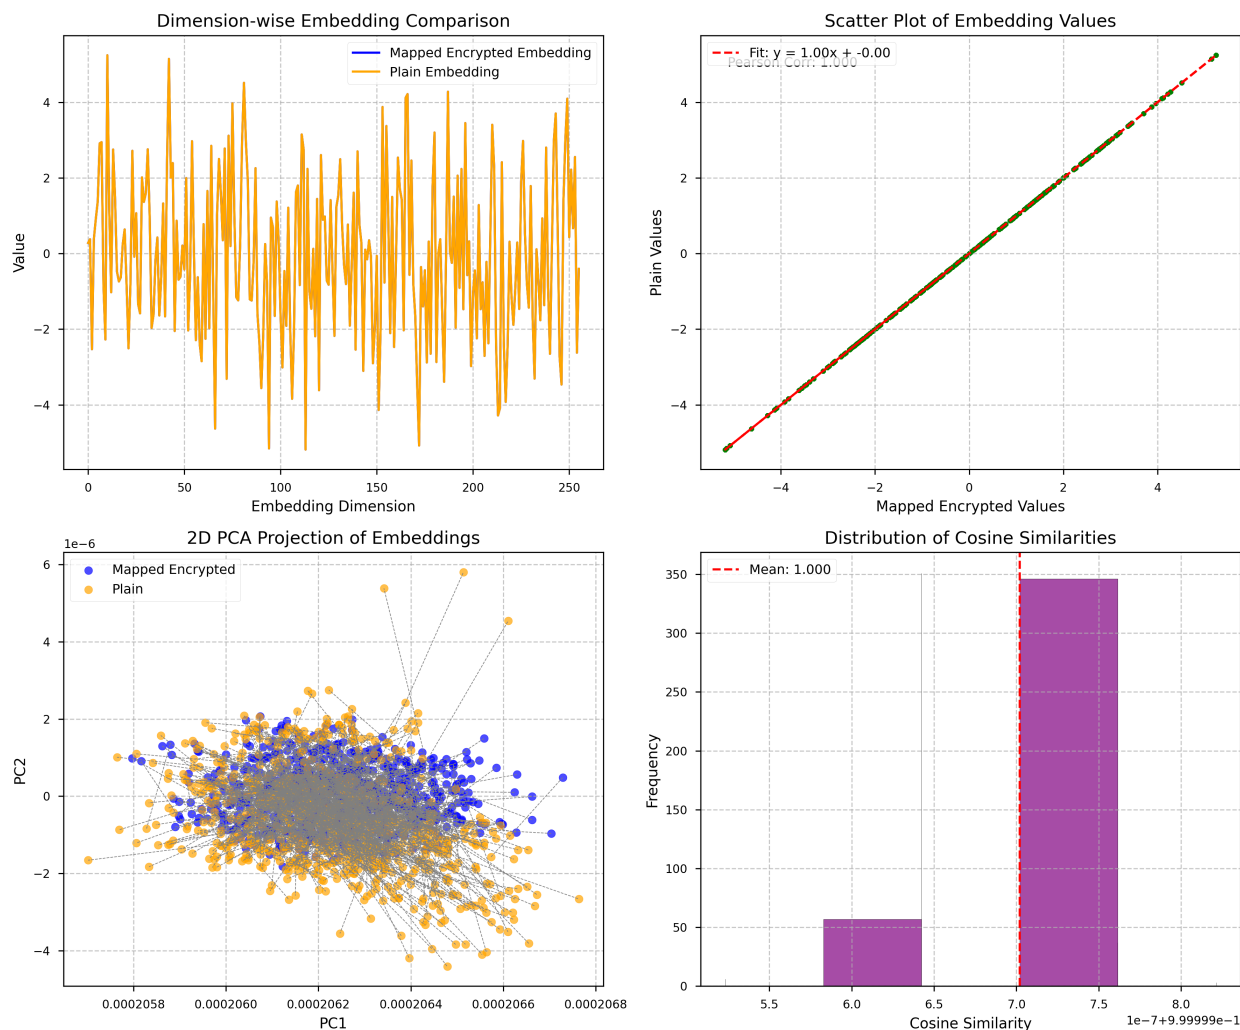 Dimension-wise Embedding Comparison
Mapped Encrypted Embedding
Plain Embedding
4
2
0
−2
−4
Value
0 50 100 150 200 250
Embedding Dimension
Scatter Plot of Embedding Values
Fit: y = 1.00x + -0.00
Pearson Corr: 1.000
4
2
0
−2
−4
Plain Values
−4 −2 0 2 4
Mapped Encrypted Values
2D PCA Projection of Embeddings
1e−6
Mapped Encrypted
Plain
6
4
2
0
−2
−4
PC2
0.0002058 0.0002060 0.0002062 0.0002064 0.0002066 0.0002068
PC1
Distribution of Cosine Similarities
Mean: 1.000
350
300
250
200
150
100
50
0
Frequency
5.5 6.0 6.5 7.0 7.5 8.0
1e−7+9.99999e−1
Cosine Similarity